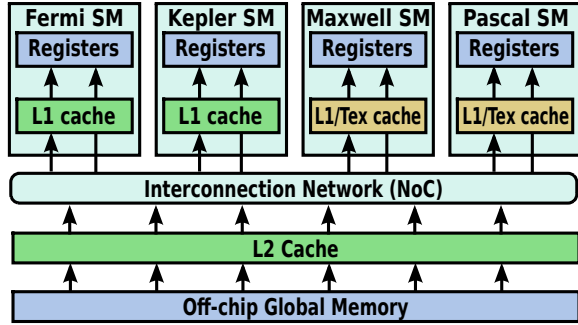 Fermi SM
Kepler SM
Maxwell SM
Pascal SM
Registers
Registers
Registers
Registers
L1 cache
L1 cache
L1/Tex cache
L1/Tex cache
Interconnection Network (NoC)
L2 Cache
Off-chip Global Memory